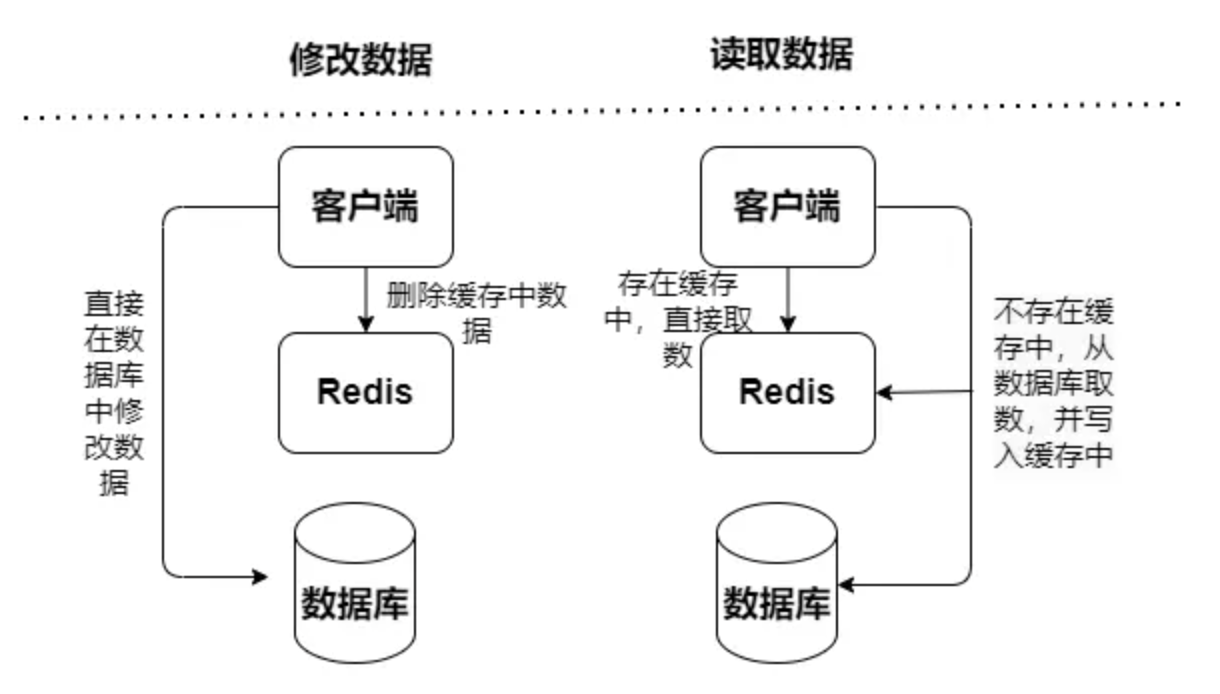 修改数据
读取数据
客户端
客户端
直接
在数
据库
中修
改数
据
删除缓存中数
据
存在缓存
中，直接取
数
不存在缓
存中，从
数据库取
数，并写
入缓存中
Redis
Redis
数据库
数据库